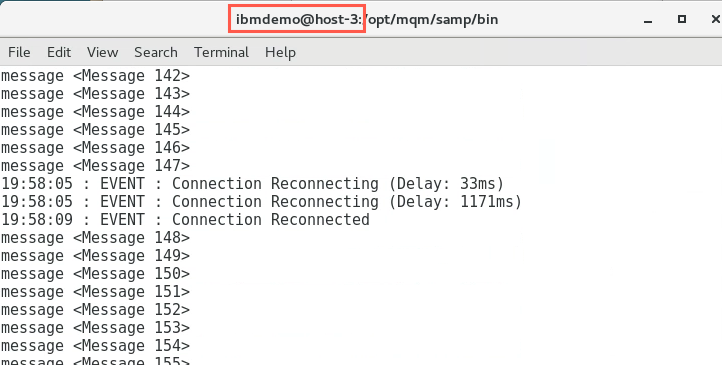 ibmdemo@host-3:/opt/mqm/samp/bin
File Edit View Search Terminal Help
message <Message 142>
message <Message 143>
message <Message 144>
message <Message 145>
message <Message 146>
message <Message 147>
19:58:05 : EVENT : Connection Reconnecting (Delay: 33ms)
19:58:05 : EVENT : Connection Reconnecting (Delay: 1171ms)
19:58:09 : EVENT : Connection Reconnected
message <Message 148>
message <Message 149>
message <Message 150>
message <Message 151>
message <Message 152>
message <Message 153>
message <Message 154>
message <Message 155>